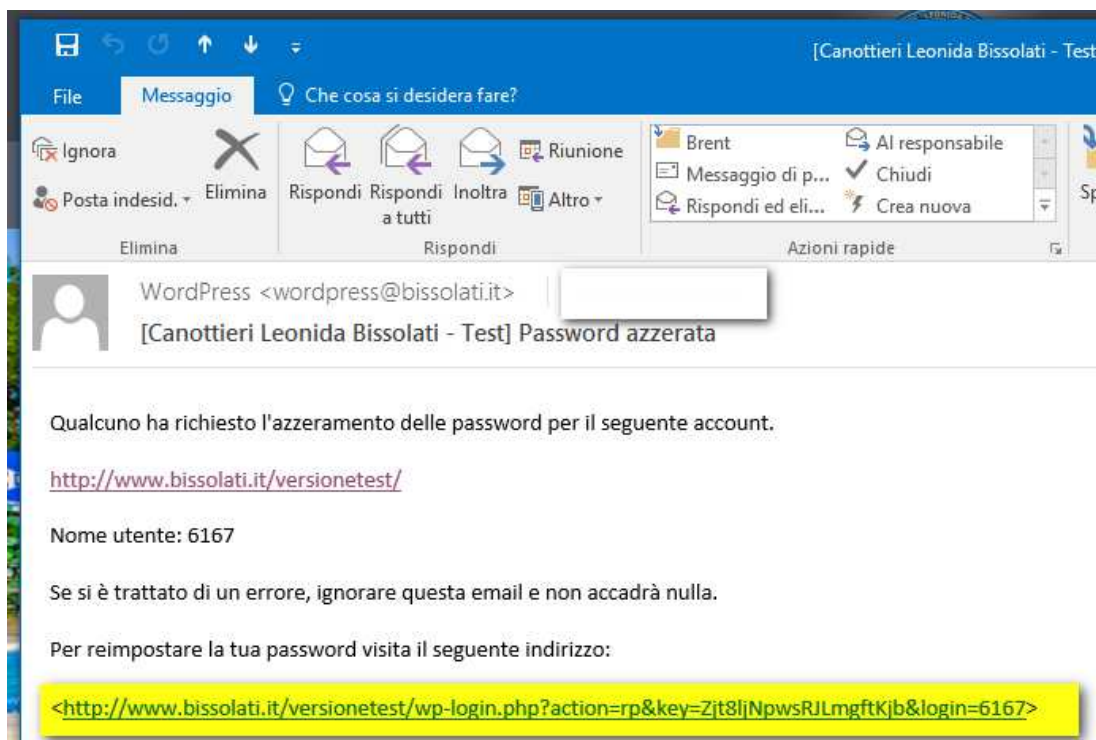 [Canottieri Leonida Bissolati - Test
File Messaggio Che cosa si desidera fare?
Ignora
Posta indesid.
Elimina
Rispondi
Rispondi a tutti
Inoltra
Riunione
Altro
Brent
Messaggio di p...
Rispondi ed eli...
Al responsabile
Chiudi
Crea nuova
Elimina Rispondi Azioni rapide
WordPress <wordpress@bissolati.it>
[Canottieri Leonida Bissolati - Test] Password azzerata
Qualcuno ha richiesto l'azzeramento delle password per il seguente account.
http://www.bissolati.it/versionetest/
Nome utente: 6167
Se si è trattato di un errore, ignorare questa email e non accadrà nulla.
Per reimpostare la tua password visita il seguente indirizzo:
<http://www.bissolati.it/versionetest/wp-login.php?action=rp&key=Zjt8ljNpwsRJLmgftKjb&login=6167>